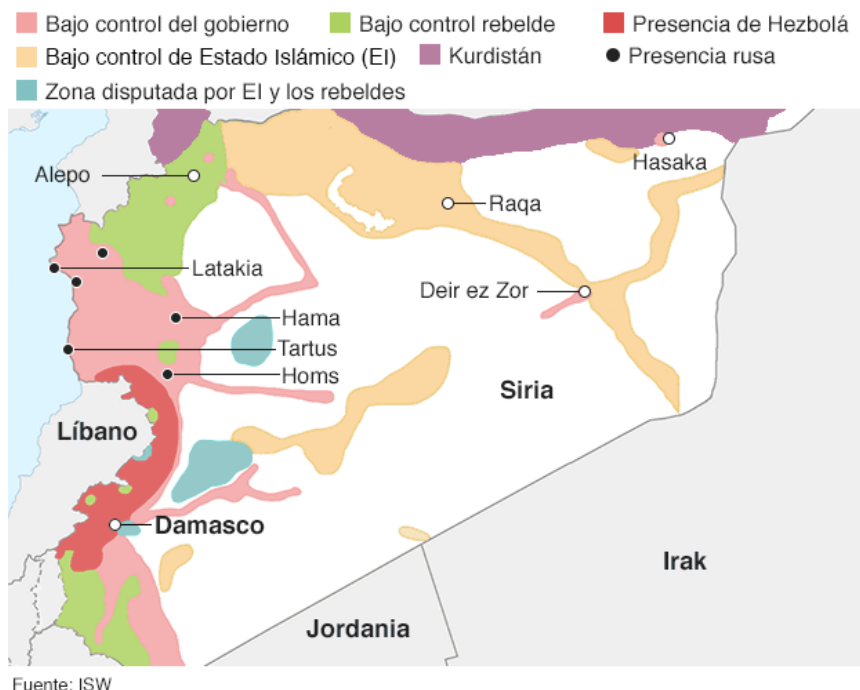 Bajo control del gobierno
Bajo control rebelde
Presencia de Hezbolá
Bajo control de Estado Islámico (EI)
Kurdistán
Presencia rusa
Zona disputada por EI y los rebeldes
Alepo
Hasaka
Raqa
Latakia
Deir ez Zor
Hama
Tartus
Homs
Siria
Líbano
Damasco
Irak
Jordania
Fuente: ISW